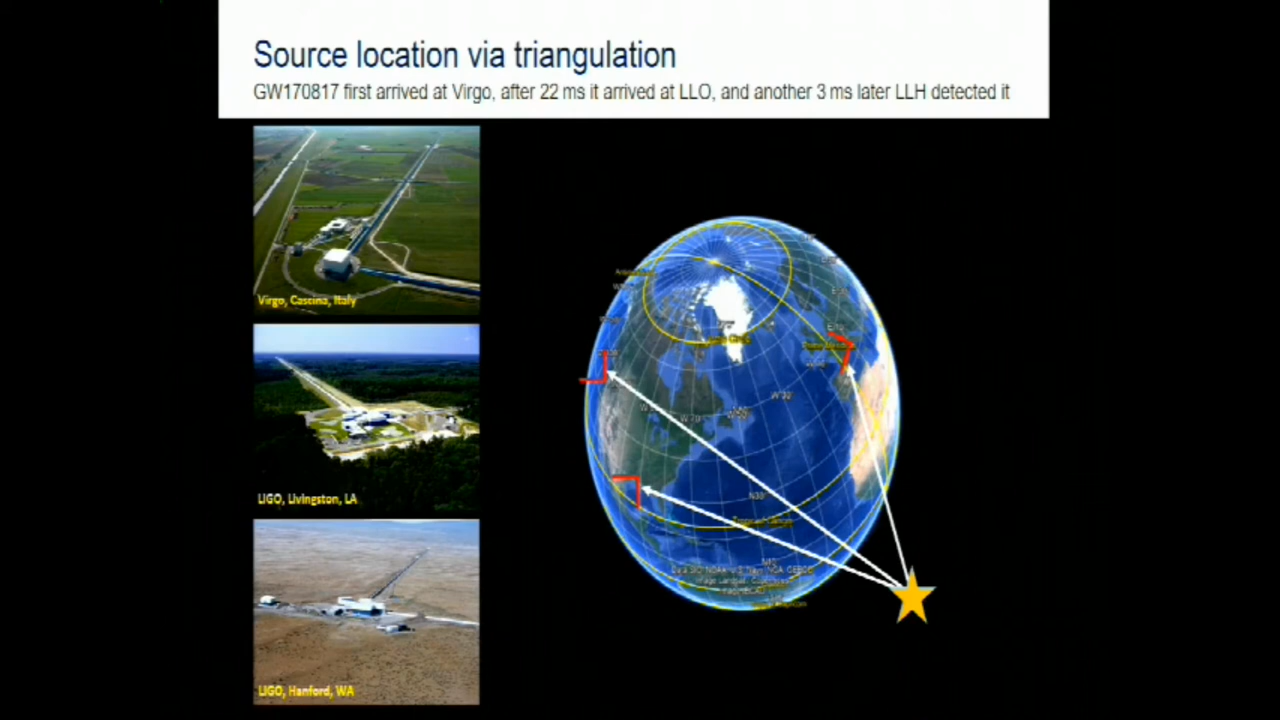 Source location via triangulation
GW170817 first arrived at Virgo, after 22 ms it arrived at LLO, and another 3 ms later LLH detected it
Virgo, Cascina, Italy
LIGO, Livingston, LA
LIGO, Hanford, WA